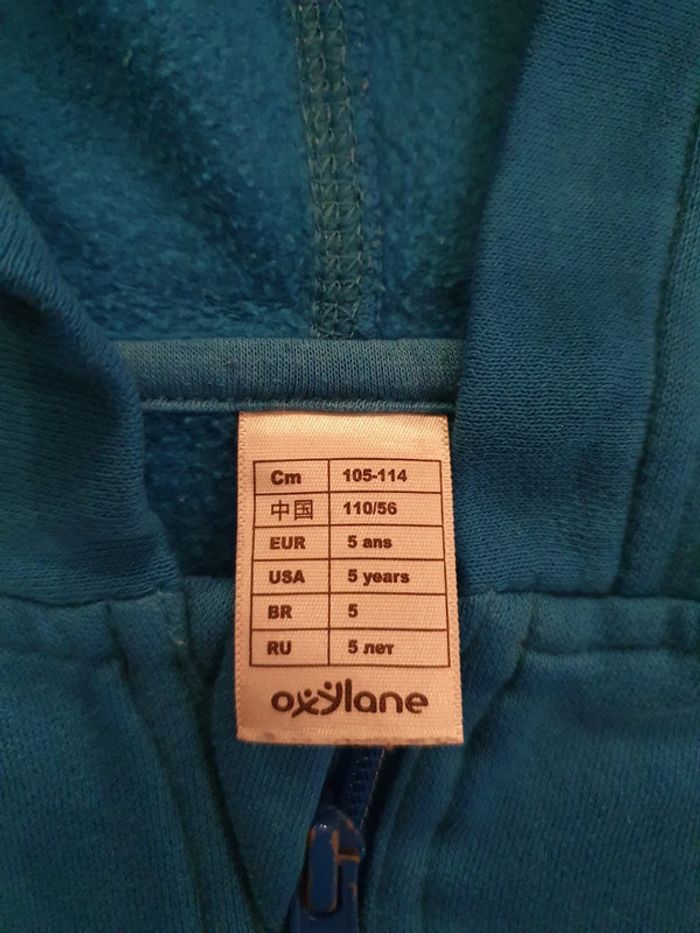 Cm 105-114
中国 110/56
EUR 5 ans
USA 5 years
BR 5
RU 5 лет
oxylane